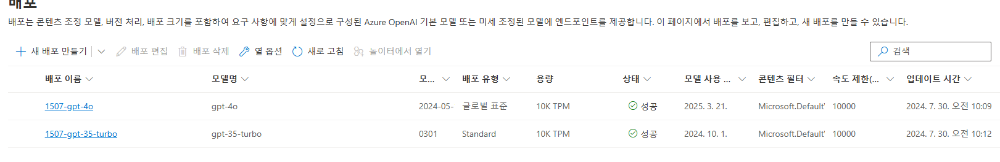 배포
배포는 콘텐츠 조정 모델, 버전 처리, 배포 크기를 포함하여 요구 사항에 맞게 설정으로 구성된 Azure OpenAI 기본 모델 또는 미세 조정된 모델에 엔드포인트를 제공합니다. 이 페이지에서 배포를 보고, 편집하고, 새 배포를 만들 수 있습니다.
새 배포 만들기 배포 편집 배포 삭제 열 옵션 새로 고침 놀이터에서 열기 검색
배포 이름 모델명 모... 배포 유형 용량 상태 모델 사용 ... 콘텐츠 필터 속도 제한(... 업데이트 시간
1507-gpt-4o gpt-4o 2024-05- 글로벌 표준 10K TPM 성공 2025. 3. 21. Microsoft.Default 10000 2024. 7. 30. 오전 10:09
1507-gpt-35-turbo gpt-35-turbo 0301 Standard 10K TPM 성공 2024. 10. 1. Microsoft.Default 10000 2024. 7. 30. 오전 10:12